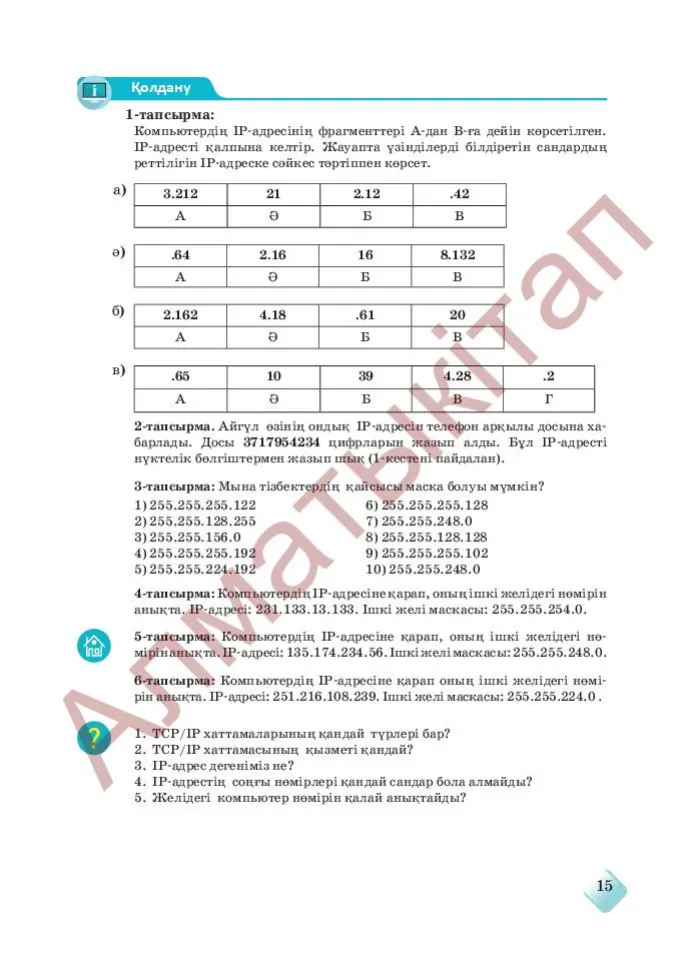 Қолдану
1-тапсырма:
Компьютердің IP-адресінің фрагменттері А-дан В-ға дейін көрсетілген.
IP-адресті қалпына келтір. Жауапта үзінділерді білдіретін сандардың
реттілігін IP-адреске сәйкес тәртіппен көрсет.
а) 3.212 21 2.12 .42
А Ә Б В
ә) .64 2.16 16 8.132
А Ә Б В
б) 2.162 4.18 .61 20
А Ә Б В
в) .65 10 39 4.28 .2
А Ә Б В Г
2-тапсырма. Айгүл өзінің ондық IP-адресін телефон арқылы досына ха-
барлады. Досы 3717954234 цифрларын жазып алды. Бұл IP-адресті
нүктелік бөлгіштермен жазып шық (1-кестені пайдалан).
3-тапсырма: Мына тізбектердің қайсысы маска болуы мүмкін?
1) 255.255.255.122 6) 255.255.255.128
2) 255.255.128.255 7) 255.255.248.0
3) 255.255.156.0 8) 255.255.128.128
4) 255.255.255.192 9) 255.255.255.102
5) 255.255.224.192 10) 255.255.248.0
4-тапсырма: Компьютердің IP-адресіне қарап, оның ішкі желідегі нөмірін
анықта. IP-адресі: 231.133.13.133. Ішкі желі маскасы: 255.255.254.0.
5-тапсырма: Компьютердің IP-адресіне қарап, оның ішкі желідегі нө-
мірін анықта. IP-адресі: 135.174.234.56. Ішкі желі маскасы: 255.255.248.0.
6-тапсырма: Компьютердің IP-адресіне қарап оның ішкі желідегі нөмі-
рін анықта. IP-адресі: 251.216.108.239. Ішкі желі маскасы: 255.255.224.0 .
?
1. TCP/IP хаттамаларының қандай түрлері бар?
2. TCP/IP хаттамасының қызметі қандай?
3. IP-адрес дегеніміз не?
4. IP-адрестің соңғы нөмірлері қандай сандар бола алмайды?
5. Желідегі компьютер нөмірін қалай анықтайды?
15
Алматыкітап